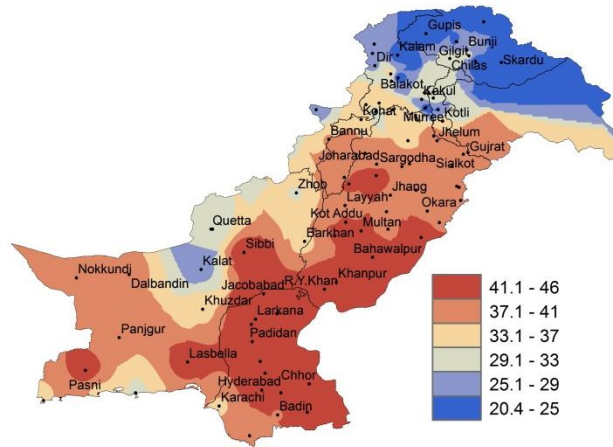 Gupis
Bunji
Kalam
Gilgit
Dir
Chilas
Skardu
Balakot
Kakul
Kohat
Murree
Kotli
Bannu
Jhelum
Gujrat
Joharabad
Sargodha
Sialkot
Zhob
Layyah
Jhang
Okara
Kot Addu
Quetta
Multan
Barkhan
Sibbi
Bahawalpur
Kalat
Nokkundi
Dalbandin
Jacobabad
R.Y.Khan
Khanpur
Khuzdar
Larkana
Panjgur
Padidan
Lasbella
Pasni
Hyderabad
Chhor
Karachi
Badin
41.1 - 46
37.1 - 41
33.1 - 37
29.1 - 33
25.1 - 29
20.4 - 25